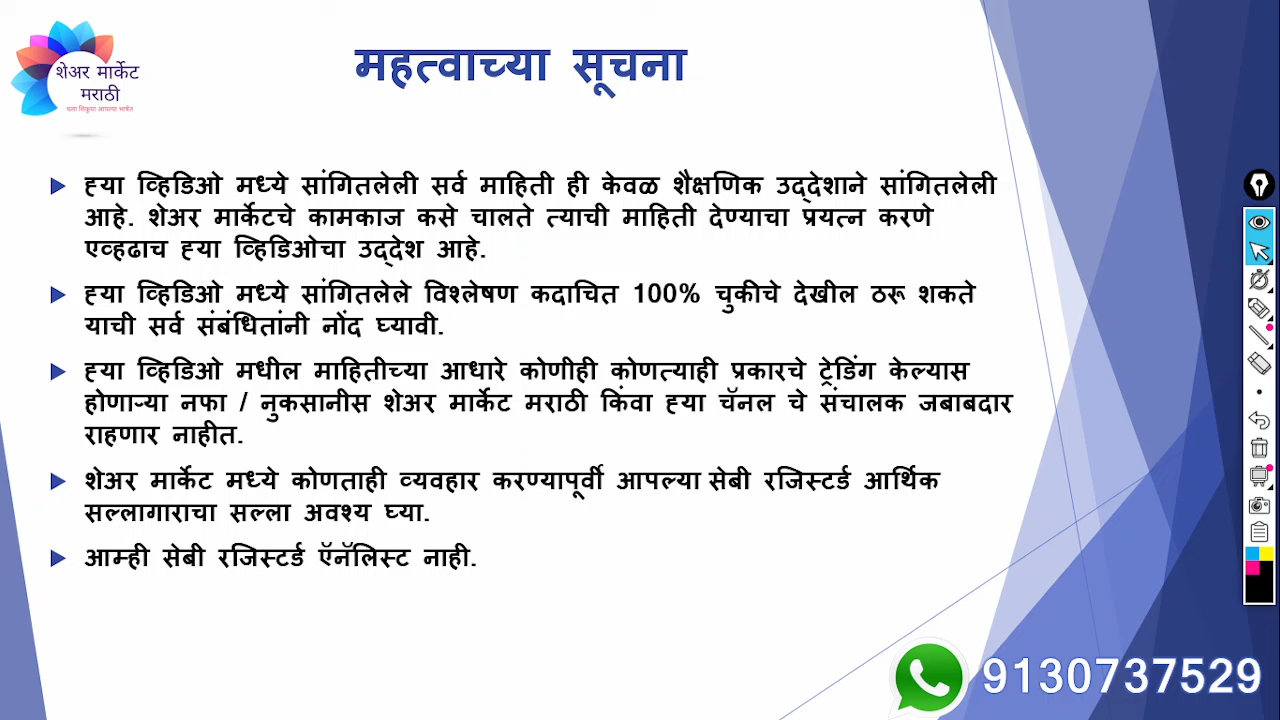 शेअर मार्केट
मराठी
चला शिकूया आपल्या भाषेत
महत्वाच्या सूचना
ह्या व्हिडिओ मध्ये सांगितलेली सर्व माहिती ही केवळ शैक्षणिक उद्देशाने सांगितलेली
आहे. शेअर मार्केटचे कामकाज कसे चालते त्याची माहिती देण्याचा प्रयत्न करणे
एव्हढाच ह्या व्हिडिओचा उद्देश आहे.
ह्या व्हिडिओ मध्ये सांगितलेले विश्लेषण कदाचित 100% चुकीचे देखील ठरू शकते
याची सर्व संबंधितांनी नोंद घ्यावी.
ह्या व्हिडिओ मधील माहितीच्या आधारे कोणीही कोणत्याही प्रकारचे ट्रेडिंग केल्यास
होणाऱ्या नफा / नुकसानीस शेअर मार्केट मराठी किंवा ह्या चॅनल चे संचालक जबाबदार
राहणार नाहीत.
शेअर मार्केट मध्ये कोणताही व्यवहार करण्यापूर्वी आपल्या सेबी रजिस्टर्ड आर्थिक
सल्लागाराचा सल्ला अवश्य घ्या.
आम्ही सेबी रजिस्टर्ड ऍनॅलिस्ट नाही.
9130737529